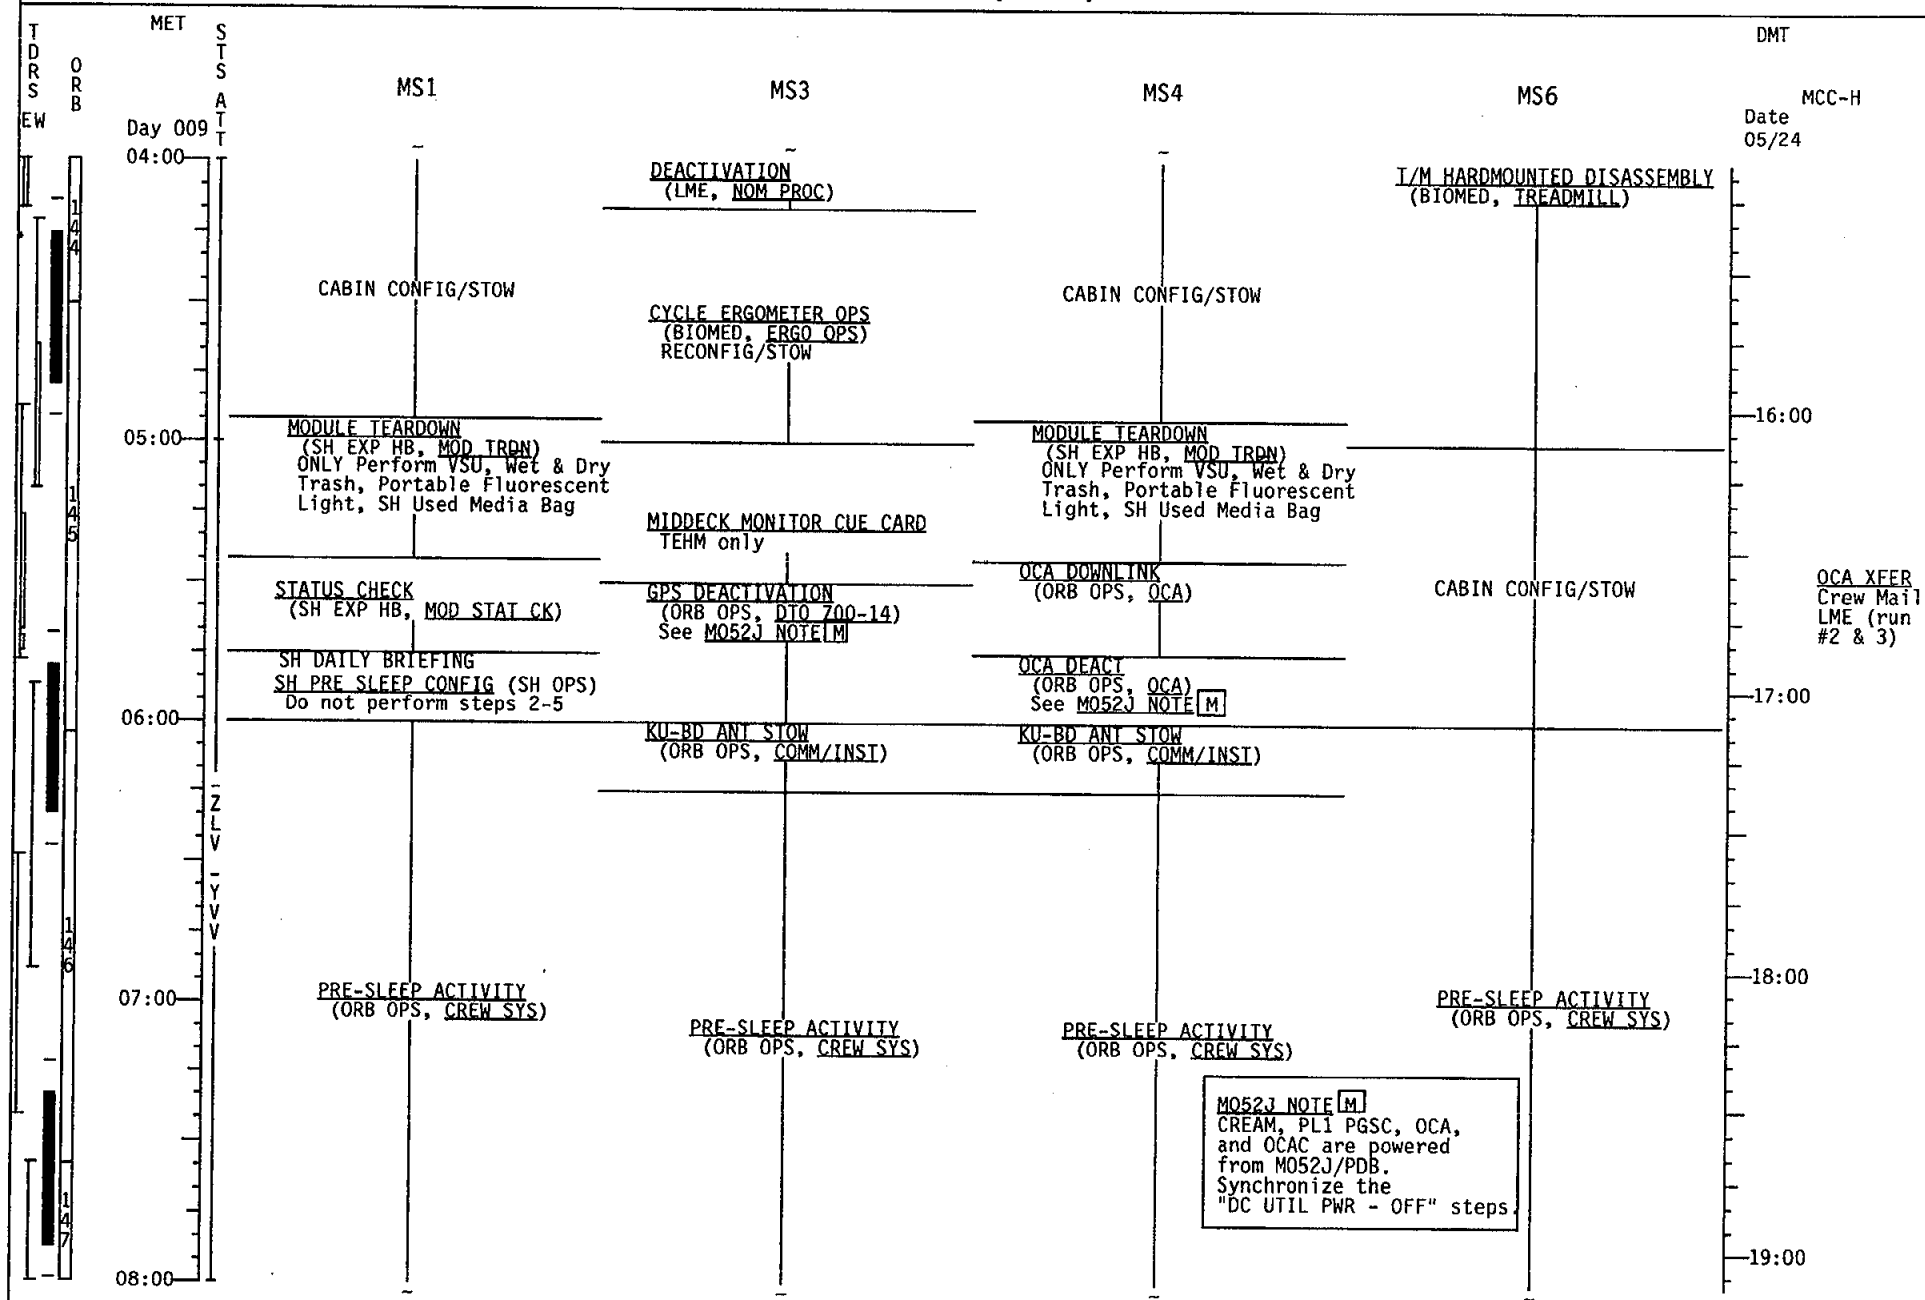 MET
DMT
TDRS
EW
ORB
STS ATT
MS1
MS3
MS4
MS6
MCC-H
Day 009
Date
05/24
04:00
05:00
06:00
07:00
08:00
144
145
146
147
-ZLV -YVV
CABIN CONFIG/STOW
MODULE TEARDOWN
(SH EXP HB, MOD TRDN)
ONLY Perform VSU, Wet & Dry
Trash, Portable Fluorescent
Light, SH Used Media Bag
STATUS CHECK
(SH EXP HB, MOD STAT CK)
SH DAILY BRIEFING
SH PRE SLEEP CONFIG (SH OPS)
Do not perform steps 2-5
PRE-SLEEP ACTIVITY
(ORB OPS, CREW SYS)
DEACTIVATION
(LME, NOM PROC)
CYCLE ERGOMETER OPS
(BIOMED, ERGO OPS)
RECONFIG/STOW
MIDDECK MONITOR CUE CARD
TEHM only
GPS DEACTIVATION
(ORB OPS, DTO 700-14)
See MO52J NOTE M
KU-BD ANT STOW
(ORB OPS, COMM/INST)
PRE-SLEEP ACTIVITY
(ORB OPS, CREW SYS)
CABIN CONFIG/STOW
MODULE TEARDOWN
(SH EXP HB, MOD TRDN)
ONLY Perform VSU, Wet & Dry
Trash, Portable Fluorescent
Light, SH Used Media Bag
OCA DOWNLINK
(ORB OPS, OCA)
OCA DEACT
(ORB OPS, OCA)
See MO52J NOTE M
KU-BD ANT STOW
(ORB OPS, COMM/INST)
PRE-SLEEP ACTIVITY
(ORB OPS, CREW SYS)
MO52J NOTE M
CREAM, PL1 PGSC, OCA,
and OCAC are powered
from MO52J/PDB.
Synchronize the
"DC UTIL PWR - OFF" steps.
T/M HARDMOUNTED DISASSEMBLY
(BIOMED, TREADMILL)
CABIN CONFIG/STOW
PRE-SLEEP ACTIVITY
(ORB OPS, CREW SYS)
16:00
17:00
18:00
19:00
OCA XFER
Crew Mail
LME (run
#2 & 3)